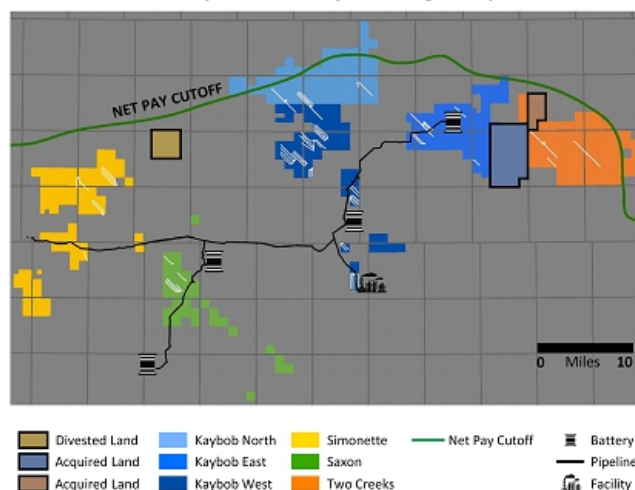 NET PAY CUTOFF
0 Miles 10
Divested Land Kaybob North Simonette Net Pay Cutoff Battery
Acquired Land Kaybob East Saxon Pipeline
Acquired Land Kaybob West Two Creeks Facility